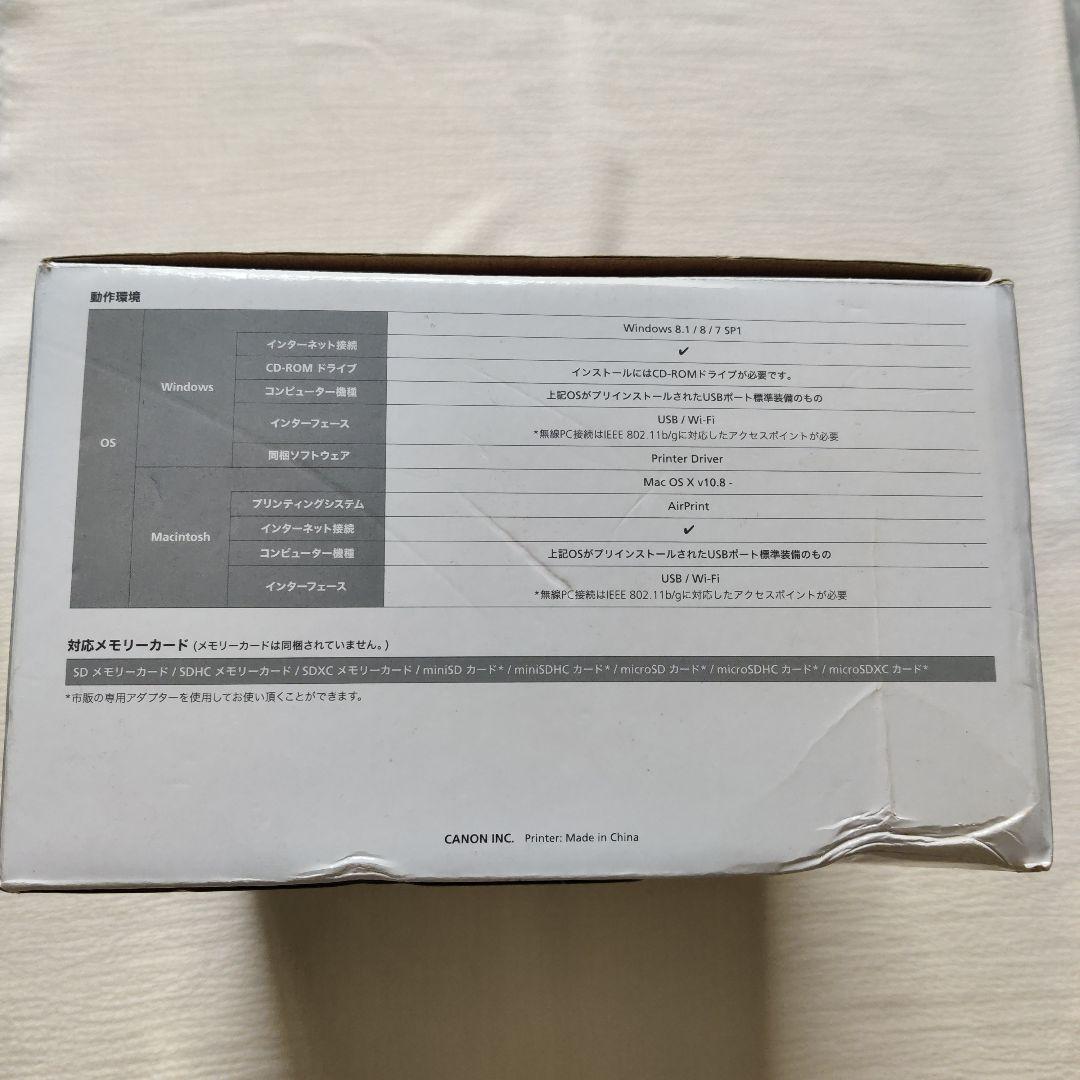 動作環境
OS
Windows
Windows 8.1 / 8 / 7 SP1
インターネット接続 ✔
CD-ROM ドライブ インストールにはCD-ROMドライブが必要です。
コンピューター機種 上記OSがプリインストールされたUSBポート標準装備のもの
インターフェース USB / Wi-Fi
*無線PC接続はIEEE 802.11b/gに対応したアクセスポイントが必要
同梱ソフトウェア Printer Driver
Macintosh
Mac OS X v10.8 -
プリンティングシステム AirPrint
インターネット接続 ✔
コンピューター機種 上記OSがプリインストールされたUSBポート標準装備のもの
インターフェース USB / Wi-Fi
*無線PC接続はIEEE 802.11b/gに対応したアクセスポイントが必要
対応メモリーカード (メモリーカードは同梱されていません。)
SD メモリーカード / SDHC メモリーカード / SDXC メモリーカード / miniSD カード* / miniSDHC カード* / microSD カード* / microSDHC カード* / microSDXC カード*
*市販の専用アダプターを使用してお使い頂くことができます。
CANON INC. Printer: Made in China